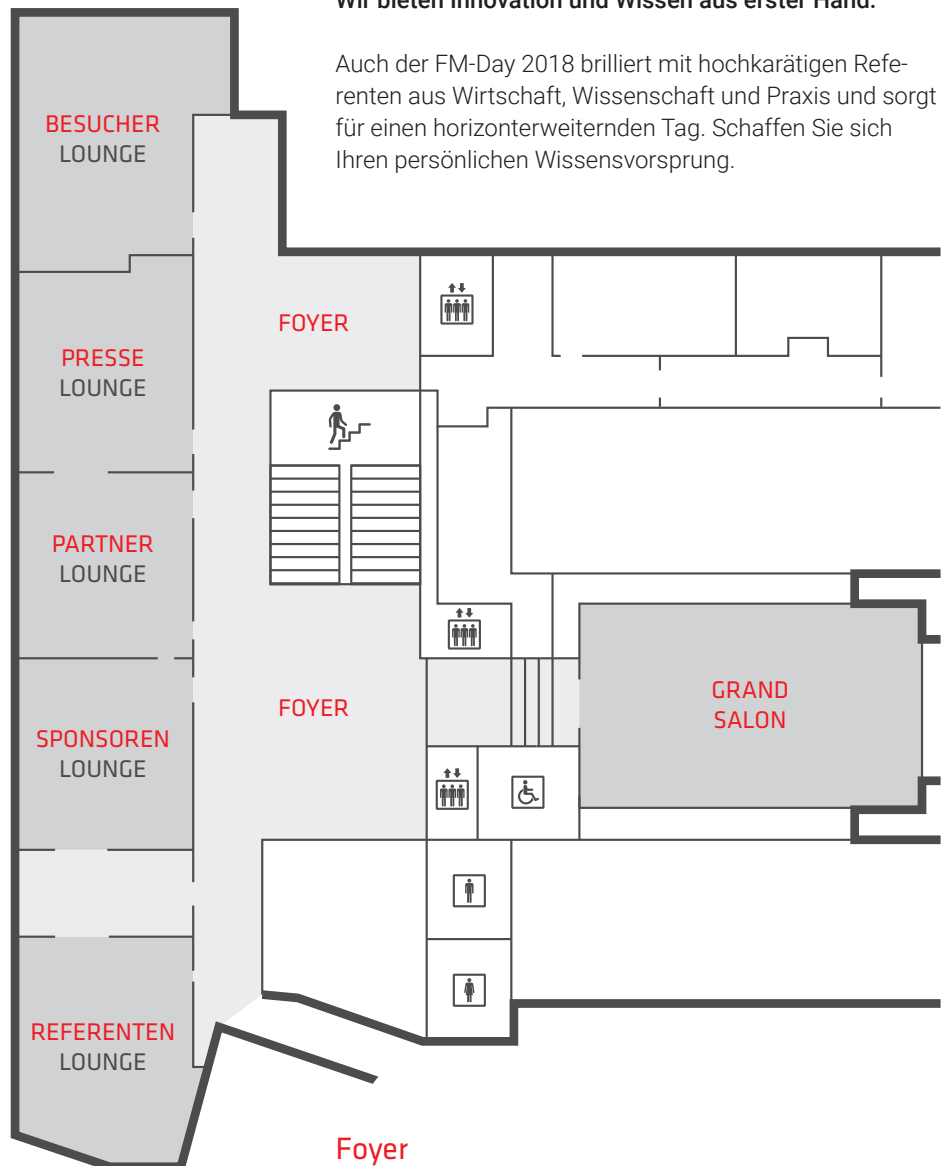 Wir bieten Innovation und Wissen aus erster Hand.
Auch der FM-Day 2018 brilliert mit hochkarätigen Refe-
renten aus Wirtschaft, Wissenschaft und Praxis und sorgt
für einen horizonterweiternden Tag. Schaffen Sie sich
Ihren persönlichen Wissensvorsprung.
BESUCHER
LOUNGE
FOYER
PRESSE
LOUNGE
PARTNER
LOUNGE
GRAND
SALON
FOYER
SPONSOREN
LOUNGE
REFERENTEN
LOUNGE
Foyer